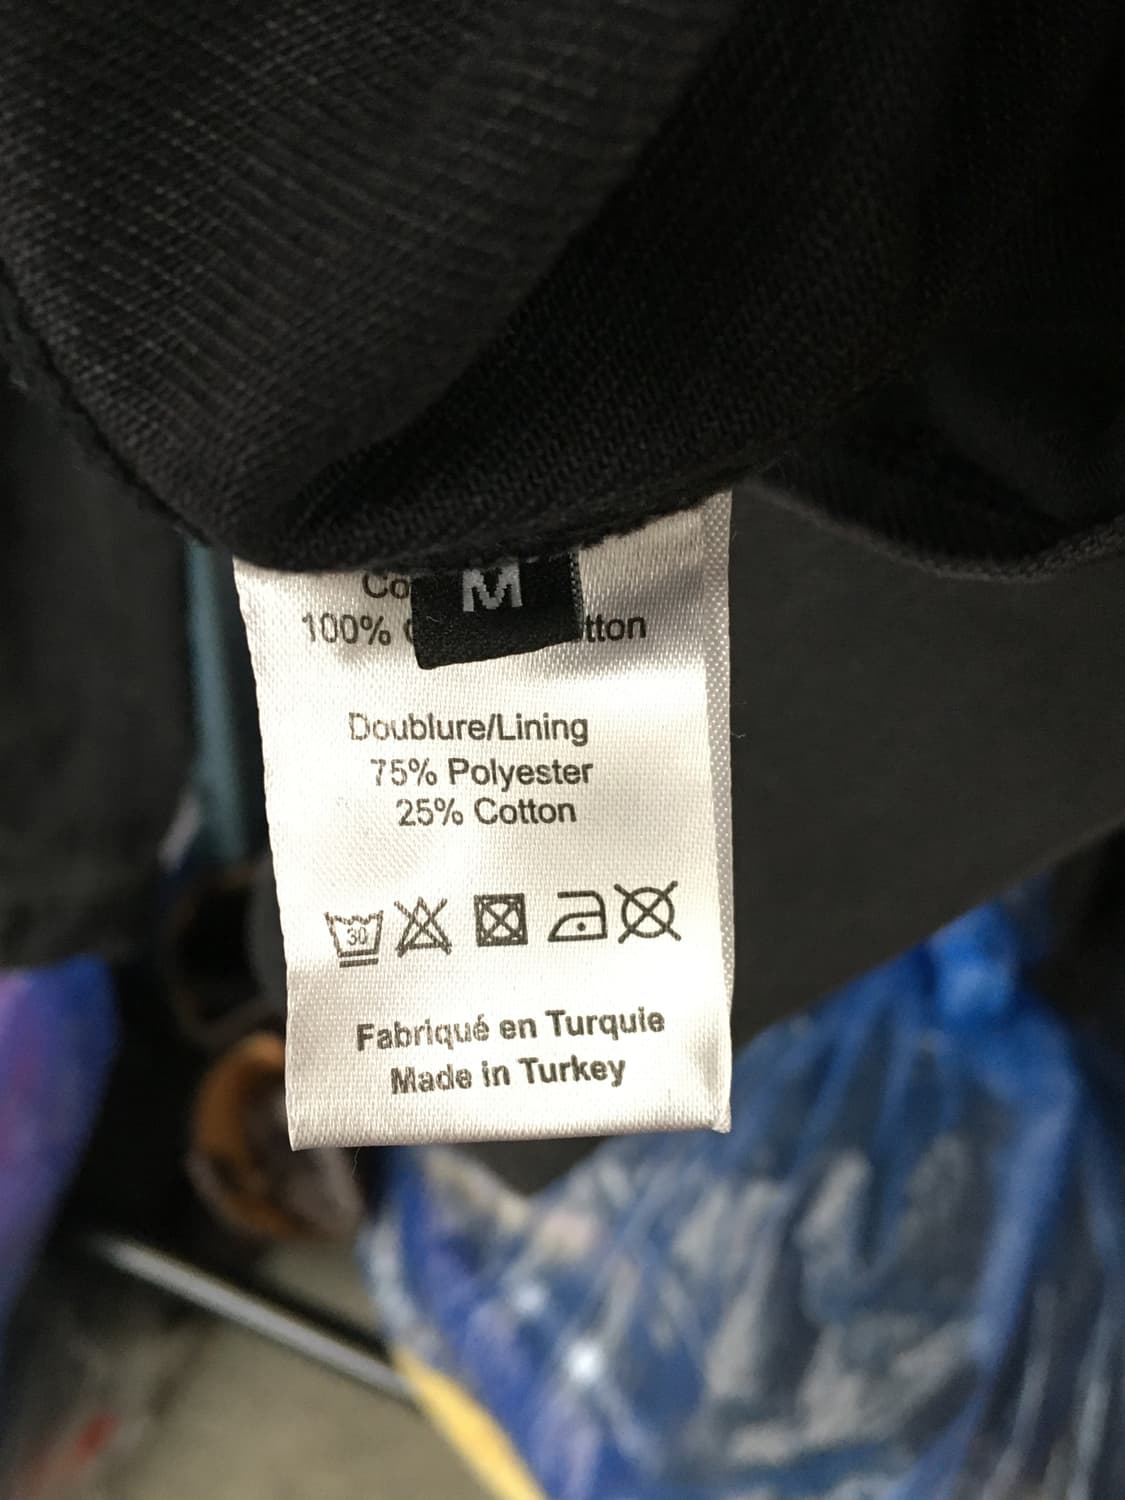 M
100%
Doublure/Lining
75% Polyester
25% Cotton
30
Fabriqué en Turquie
Made in Turkey